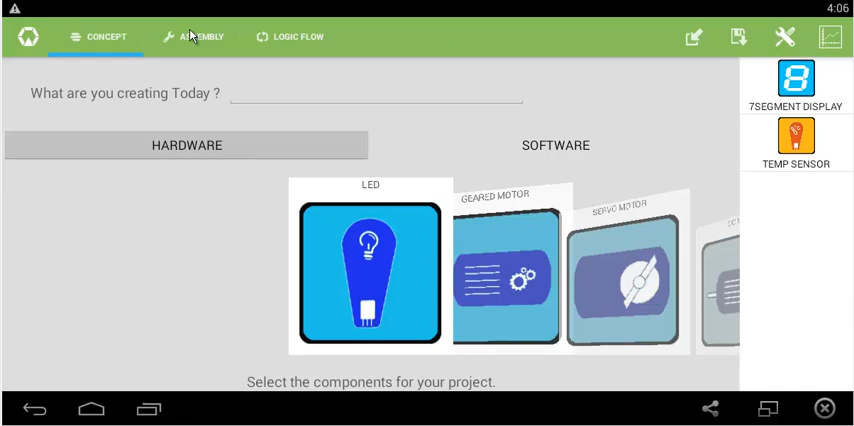 4:06
CONCEPT
ASSEMBLY
LOGIC FLOW
What are you creating Today ?
7SEGMENT DISPLAY
TEMP SENSOR
HARDWARE
SOFTWARE
LED
GEARED MOTOR
SERVO MOTOR
Select the components for your project.